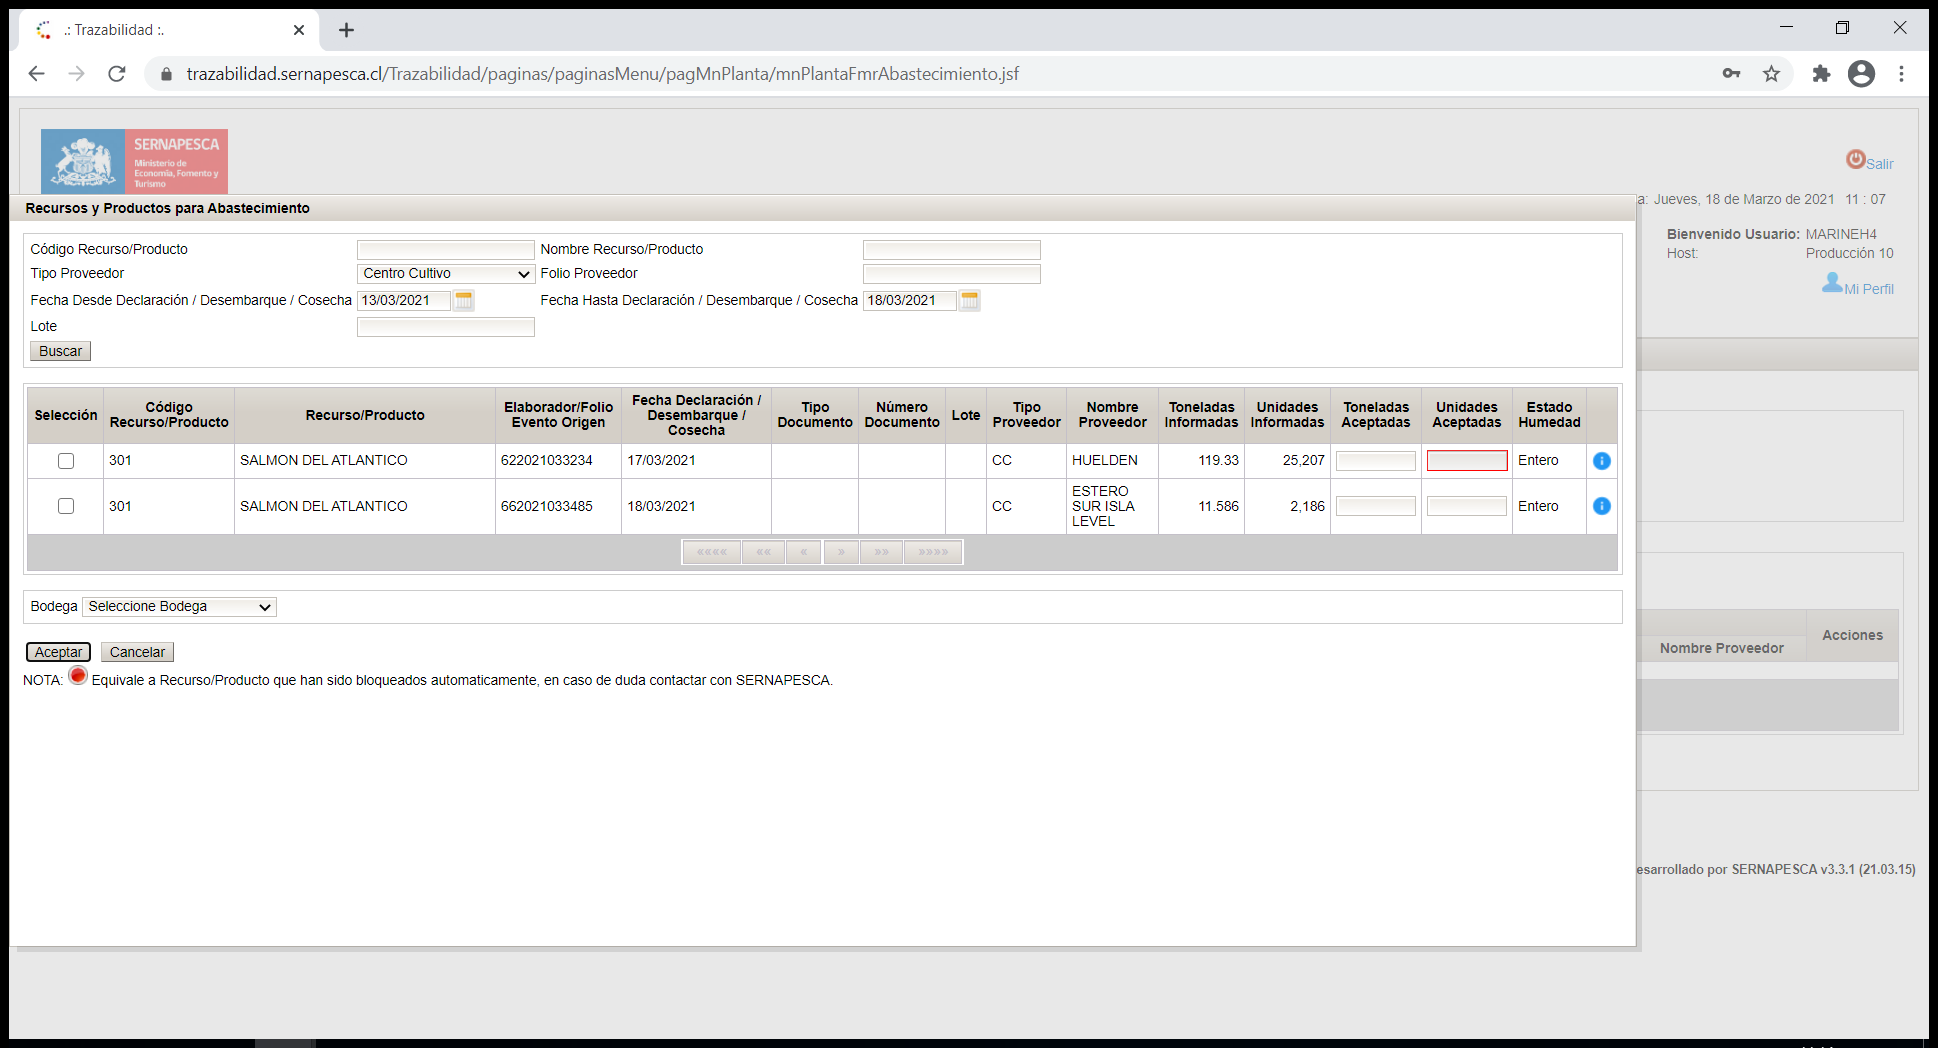 .: Trazabilidad :.
trazabilidad.sernapesca.cl/Trazabilidad/paginas/paginasMenu/pagMnPlanta/mnPlantaFmrAbastecimiento.jsf
SERNAPESCA
Ministerio de
Economía, Fomento y
Turismo
Salir
a: Jueves, 18 de Marzo de 2021 11 : 07
Bienvenido Usuario: MARINEH4
Host: Producción 10
Mi Perfil
Recursos y Productos para Abastecimiento
Código Recurso/Producto Nombre Recurso/Producto
Tipo Proveedor Centro Cultivo Folio Proveedor
Fecha Desde Declaración / Desembarque / Cosecha 13/03/2021 Fecha Hasta Declaración / Desembarque / Cosecha 18/03/2021
Lote
Buscar
Selección Código Recurso/Producto Recurso/Producto Elaborador/Folio Evento Origen Fecha Declaración / Desembarque / Cosecha Tipo Documento Número Documento Lote Tipo Proveedor Nombre Proveedor Toneladas Informadas Unidades Informadas Toneladas Aceptadas Unidades Aceptadas Estado Humedad
301 SALMON DEL ATLANTICO 622021033234 17/03/2021 CC HUELDEN 119.33 25,207 Entero
301 SALMON DEL ATLANTICO 662021033485 18/03/2021 CC ESTERO SUR ISLA LEVEL 11.586 2,186 Entero
«««« «« « » »» »»»»
Bodega Seleccione Bodega
Aceptar Cancelar
NOTA: Equivale a Recurso/Producto que han sido bloqueados automaticamente, en caso de duda contactar con SERNAPESCA.
Nombre Proveedor Acciones
esarrollado por SERNAPESCA v3.3.1 (21.03.15)